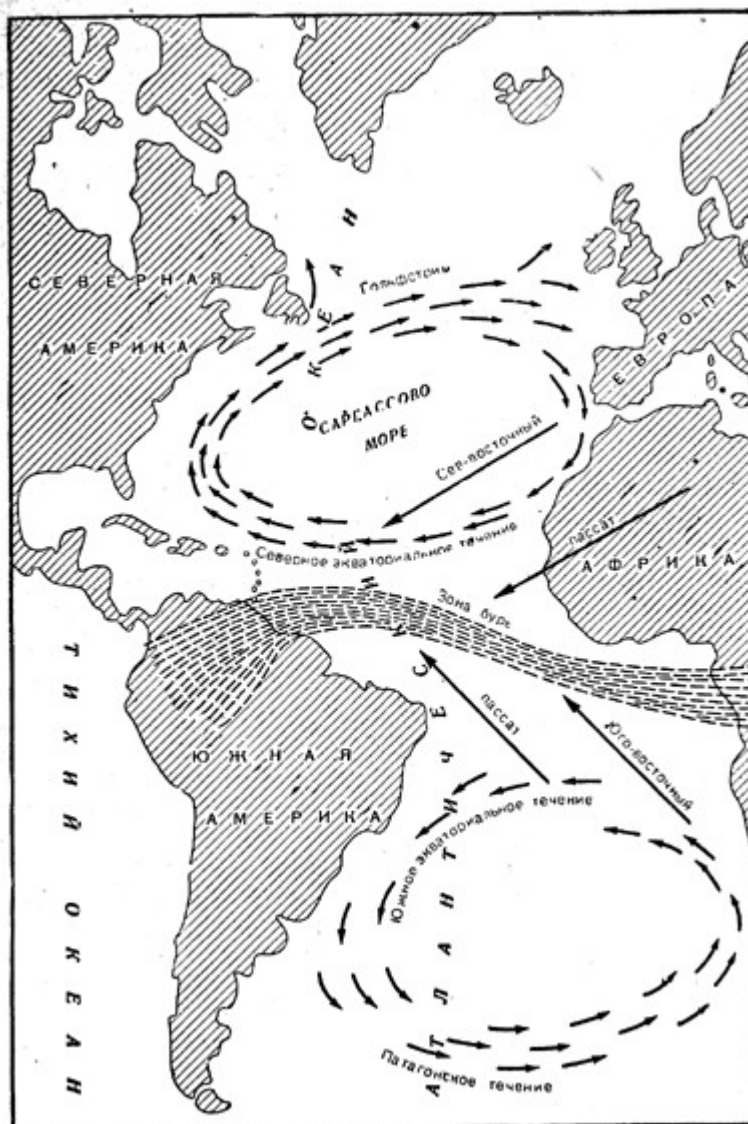 СЕВЕРНАЯ
АМЕРИКА
Гольфстрим
ЕВРОПА
САРГАССОВО
МОРЕ
Сев-восточный
пассат
АФРИКА
Северное экваториальное течение
Зона бурь
ТИХИЙ ОКЕАН
ЮЖНАЯ
АМЕРИКА
пассат
Юго-восточный
Южное экваториальное течение
АТЛАНТИЧЕСКИЙ ОКЕАН
Патагонское течение